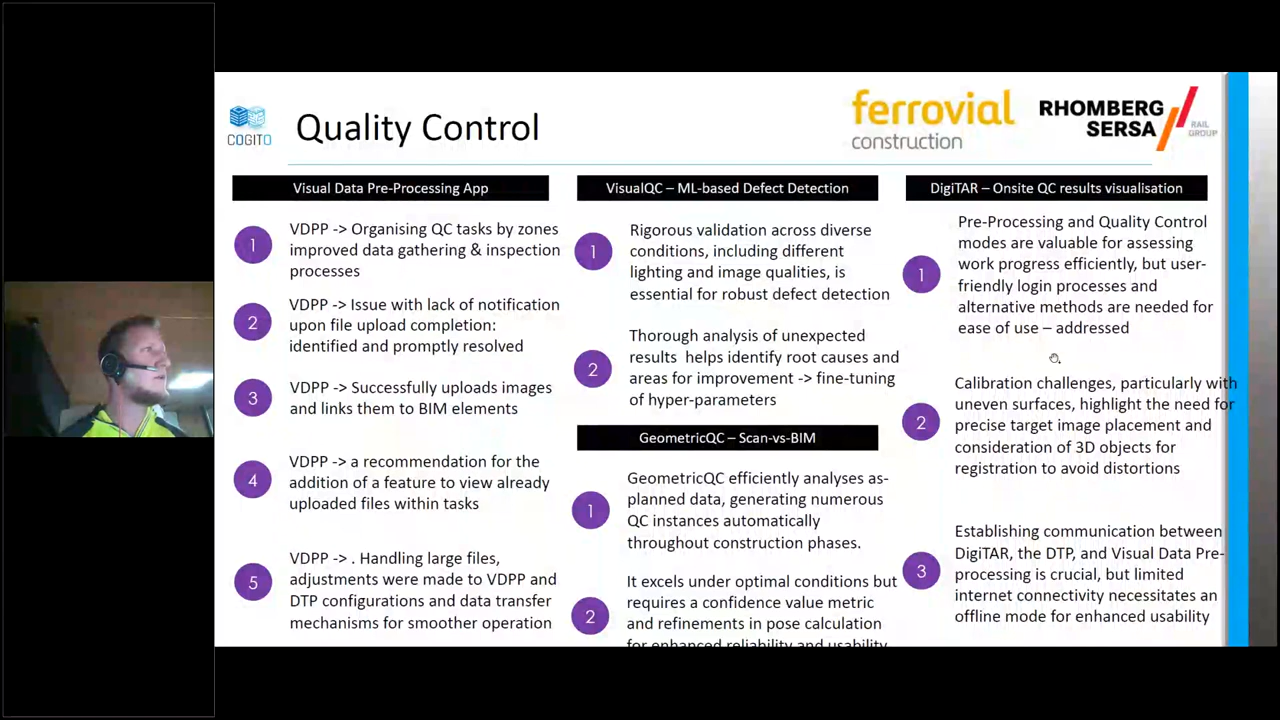 COGITO
Quality Control
ferrovial
construction
RHOMBERG
SERSA
RAIL
GROUP
Visual Data Pre-Processing App
1
VDPP -> Organising QC tasks by zones
improved data gathering & inspection
processes
2
VDPP -> Issue with lack of notification
upon file upload completion:
identified and promptly resolved
3
VDPP -> Successfully uploads images
and links them to BIM elements
4
VDPP -> a recommendation for the
addition of a feature to view already
uploaded files within tasks
5
VDPP -> . Handling large files,
adjustments were made to VDPP and
DTP configurations and data transfer
mechanisms for smoother operation
VisualQC – ML-based Defect Detection
1
Rigorous validation across diverse
conditions, including different
lighting and image qualities, is
essential for robust defect detection
2
Thorough analysis of unexpected
results helps identify root causes and
areas for improvement -> fine-tuning
of hyper-parameters
GeometricQC – Scan-vs-BIM
1
GeometricQC efficiently analyses as-
planned data, generating numerous
QC instances automatically
throughout construction phases.
2
It excels under optimal conditions but
requires a confidence value metric
and refinements in pose calculation
for enhanced reliability and usability
DigiTAR – Onsite QC results visualisation
1
Pre-Processing and Quality Control
modes are valuable for assessing
work progress efficiently, but user-
friendly login processes and
alternative methods are needed for
ease of use – addressed
2
Calibration challenges, particularly with
uneven surfaces, highlight the need for
precise target image placement and
consideration of 3D objects for
registration to avoid distortions
3
Establishing communication between
DigiTAR, the DTP, and Visual Data Pre-
processing is crucial, but limited
internet connectivity necessitates an
offline mode for enhanced usability